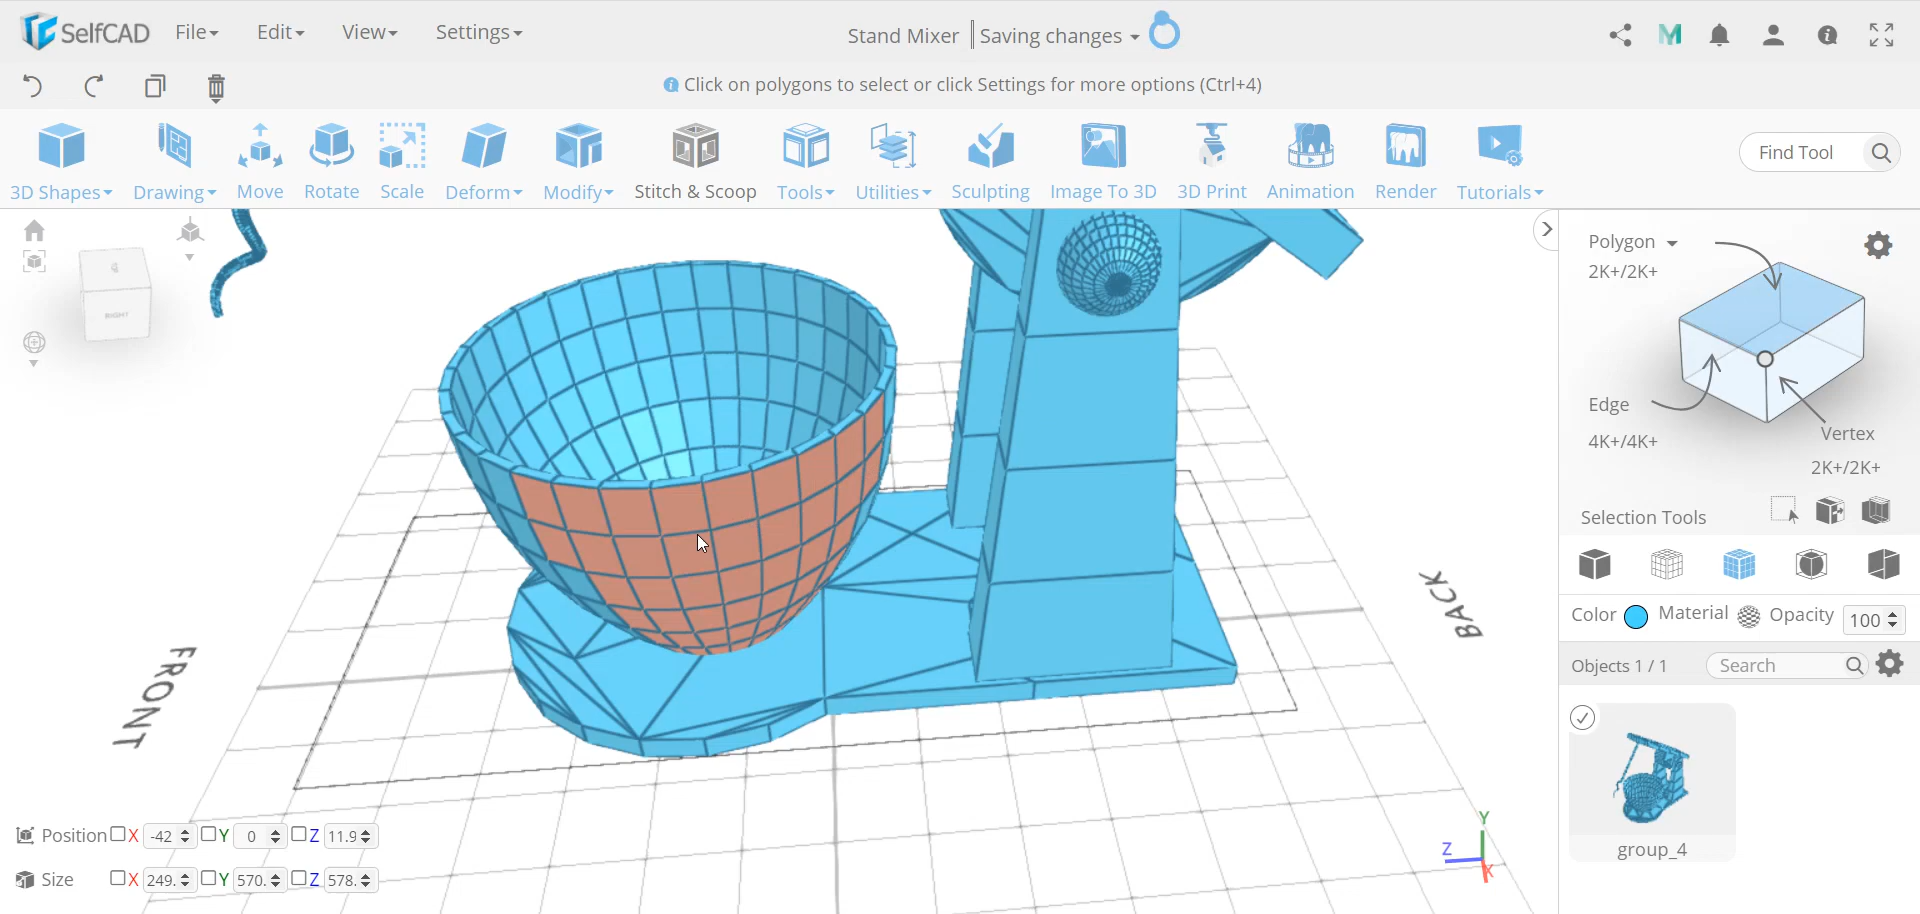 SelfCAD File Edit View Settings
Stand Mixer Saving changes
Click on polygons to select or click Settings for more options (Ctrl+4)
3D Shapes Drawing Move Rotate Scale Deform Modify Stitch & Scoop Tools Utilities Sculpting Image To 3D 3D Print Animation Render Tutorials
Find Tool
RIGHT
FRONT
BACK
Polygon
2K+/2K+
Edge
4K+/4K+
Vertex
2K+/2K+
Selection Tools
Color Material Opacity 100
Objects 1 / 1 Search
group_4
Position X -42 Y 0 Z 11.9
Size X 249. Y 570. Z 578.
Y
Z
X